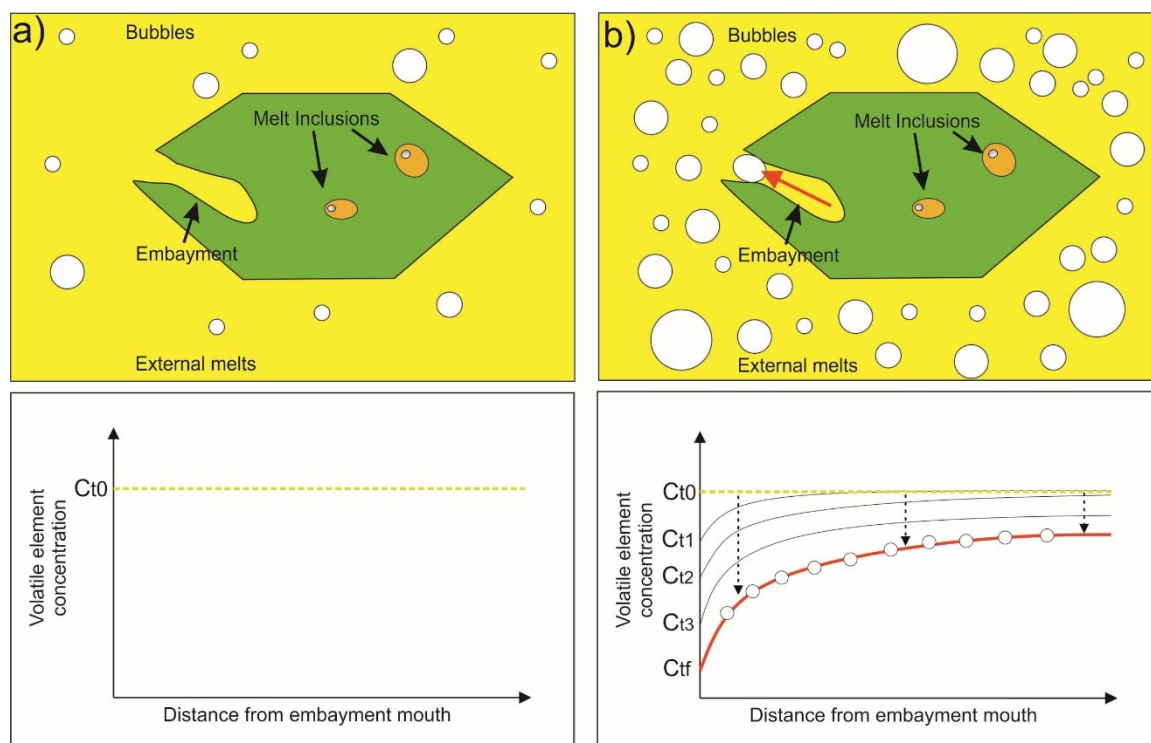 a)
Bubbles
Melt Inclusions
Embayment
External melts
b)
Bubbles
Melt Inclusions
Embayment
External melts
Volatile element
concentration
Ct0
Distance from embayment mouth
Volatile element
concentration
Ct0
Ct1
Ct2
Ct3
Ctf
Distance from embayment mouth